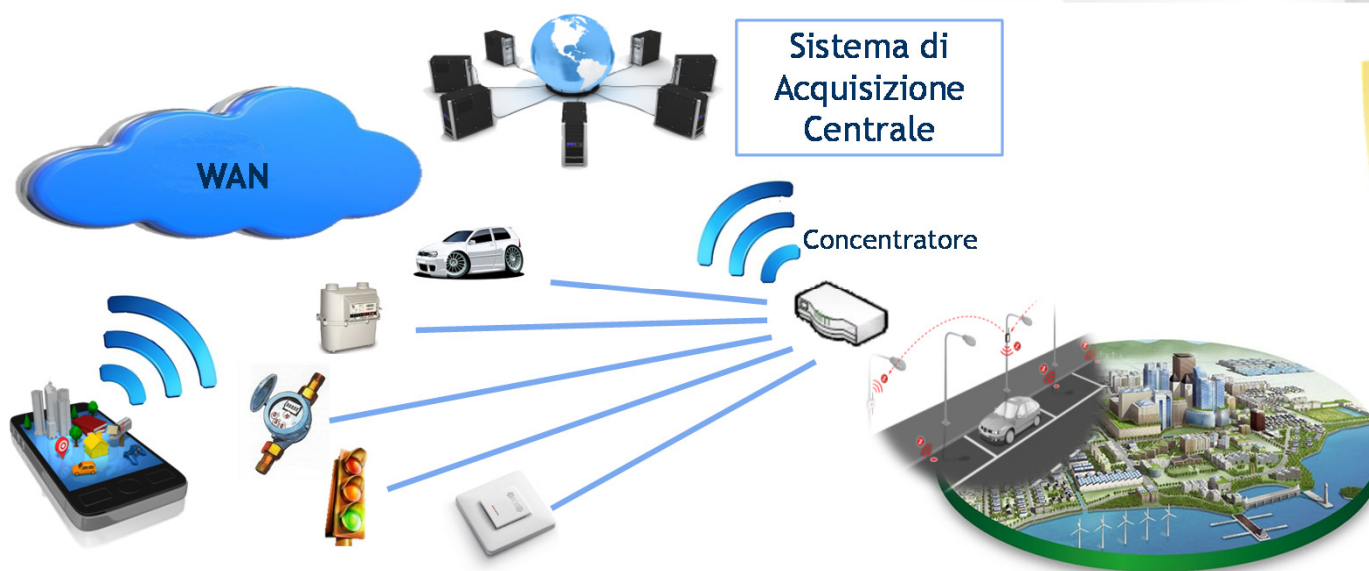 Sistema di
Acquisizione
Centrale
WAN
Concentratore